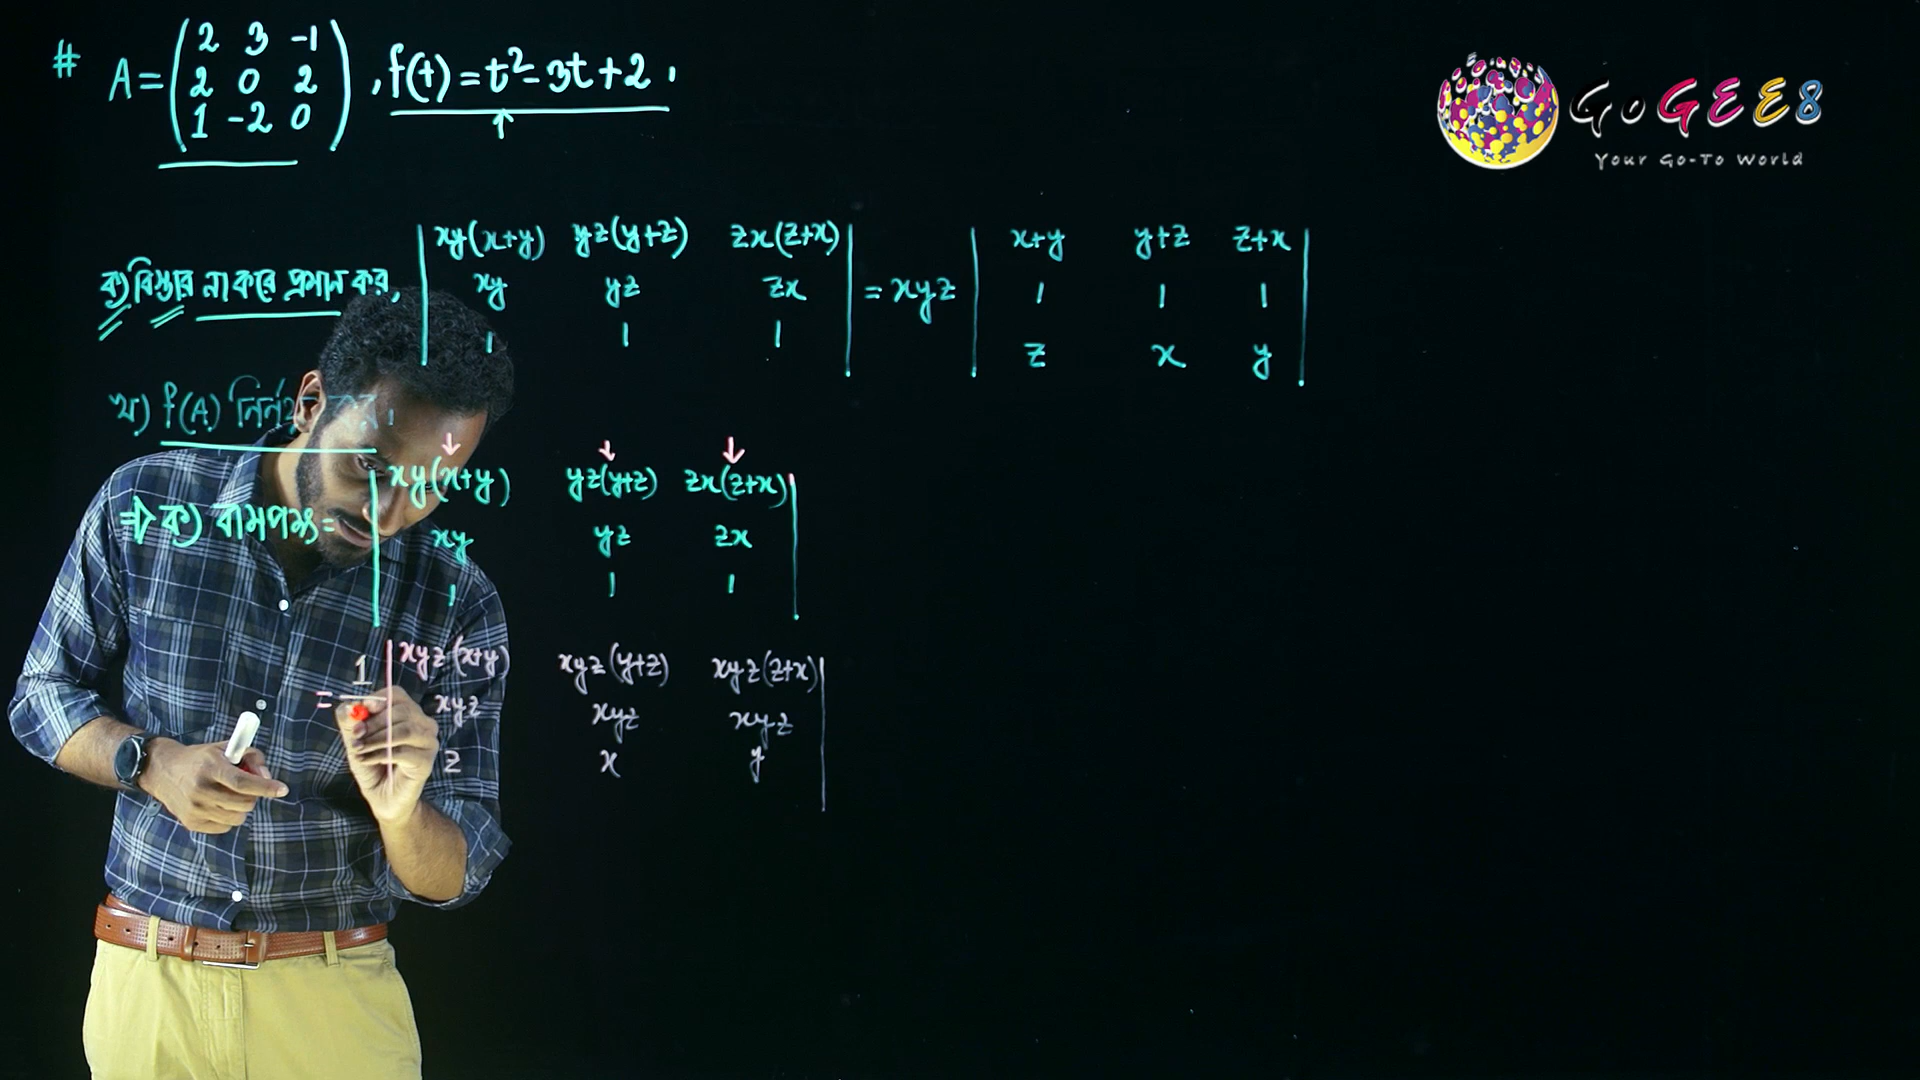 # A = (2 3 -1
2 0 2
1 -2 0) , f(t) = t² - 3t + 2 ,
GoGEE8
Your Go-To World
ক) বিস্তার না করে প্রমান কর,
| xy(x+y) yz(y+z) zx(z+x) |
| xy yz zx | = xyz
| 1 1 1 |
| x+y y+z z+x |
| 1 1 1 |
| z x y |
খ) f(A) নির্নয় কর।
⇒ ক) বামপক্ষ =
| xy(x+y) yz(y+z) zx(z+x) |
| xy yz zx |
| 1 1 1 |
= 1
| xyz(x+y) xyz(y+z) xyz(z+x) |
| xyz xyz xyz |
| z x y |